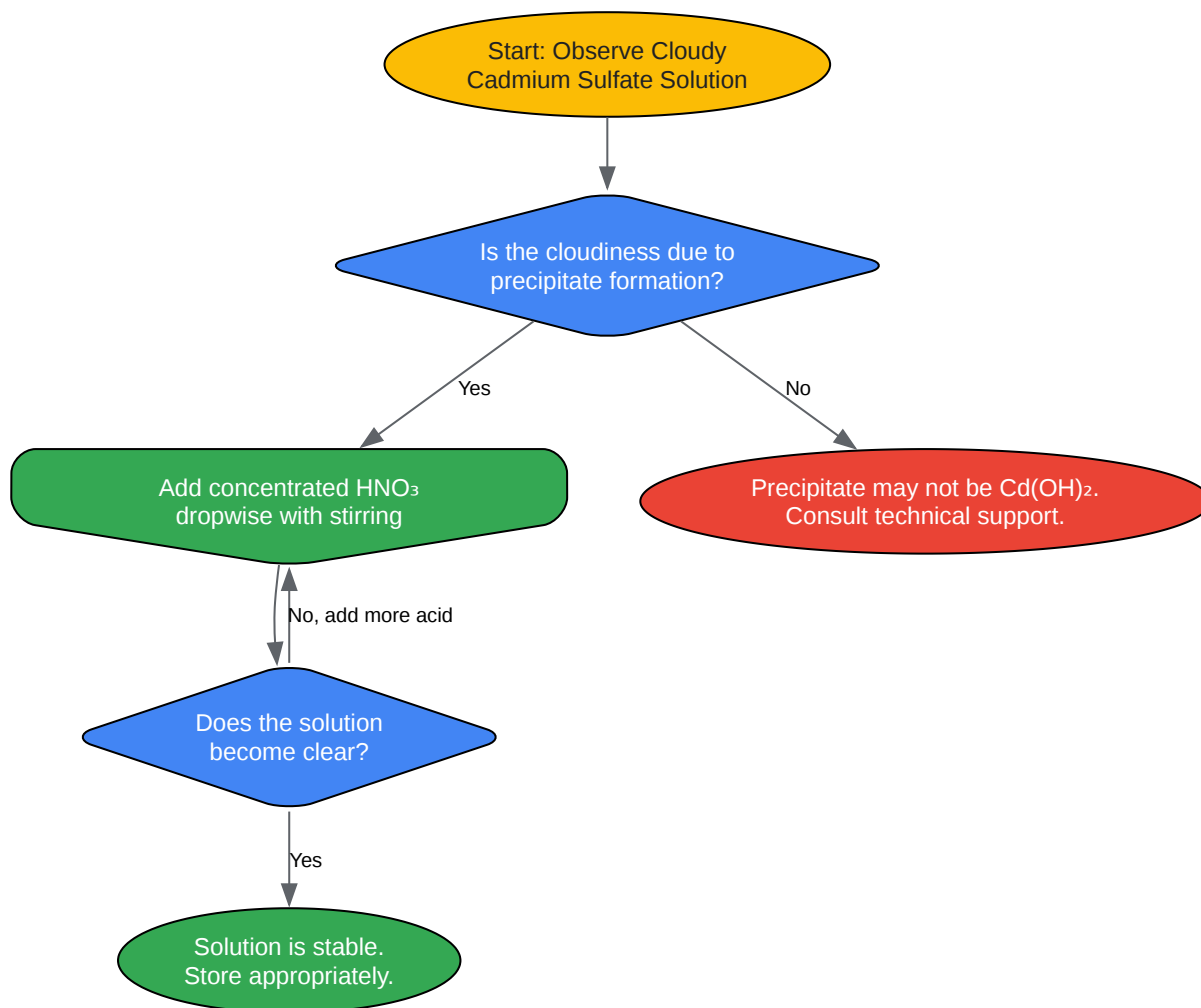 Start: Observe Cloudy
Cadmium Sulfate Solution
Is the cloudiness due to
precipitate formation?
Yes
No
Add concentrated HNO₃
dropwise with stirring
Precipitate may not be Cd(OH)₂.
Consult technical support.
No, add more acid
Does the solution
become clear?
Yes
Solution is stable.
Store appropriately.